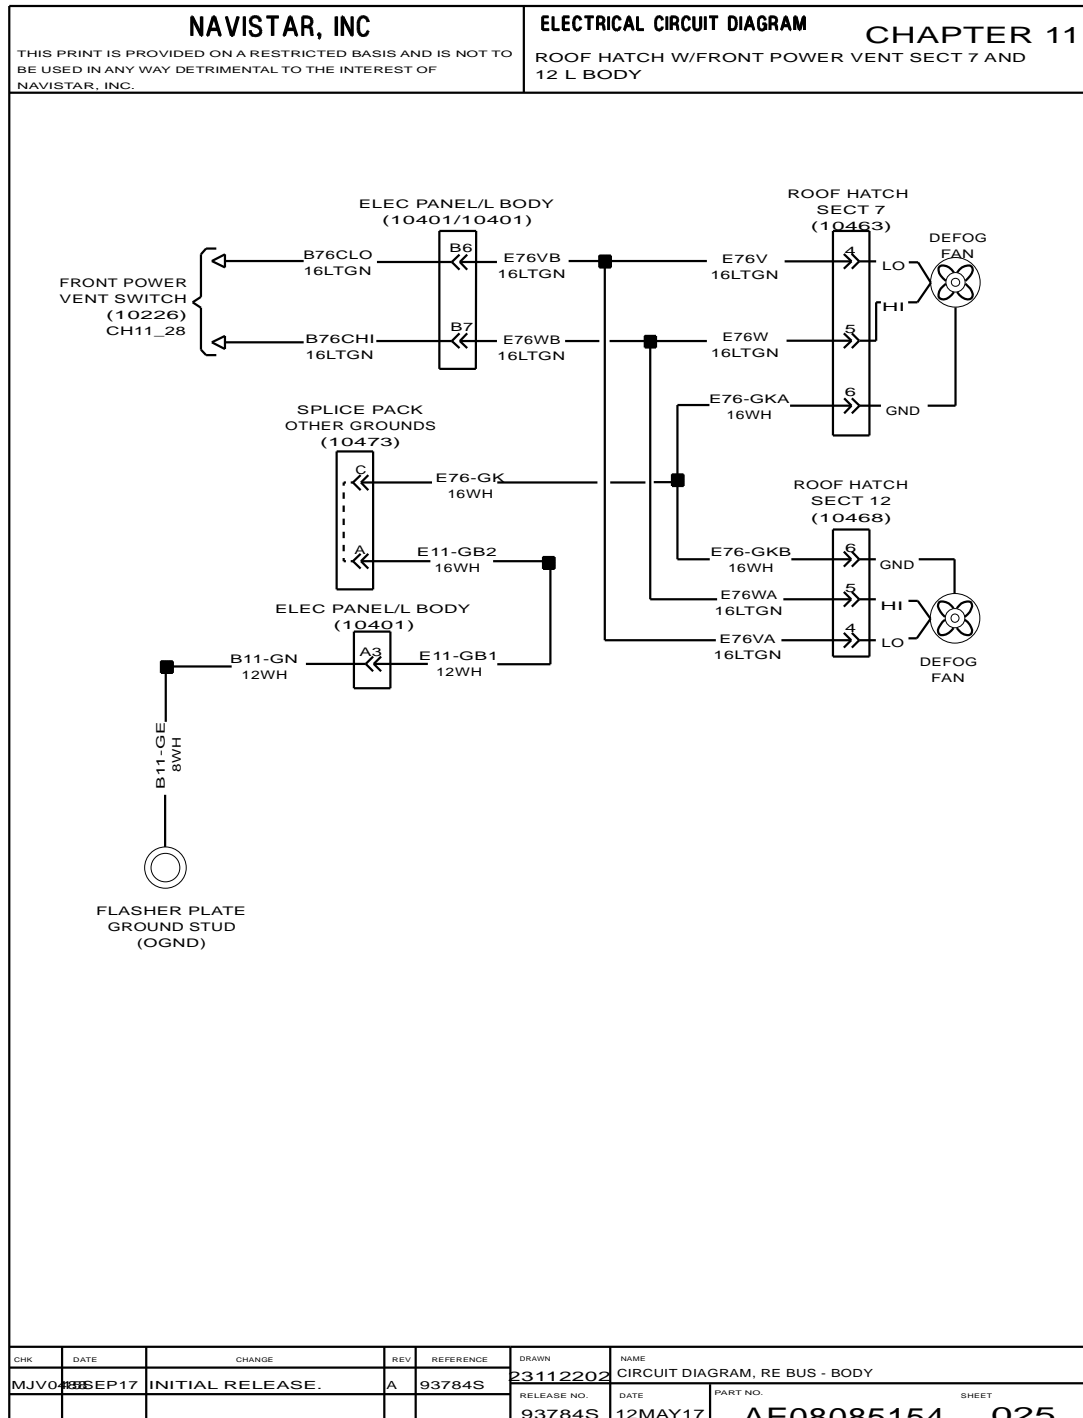 NAVISTAR, INC
THIS PRINT IS PROVIDED ON A RESTRICTED BASIS AND IS NOT TO
BE USED IN ANY WAY DETRIMENTAL TO THE INTEREST OF
NAVISTAR, INC.
ELECTRICAL CIRCUIT DIAGRAM
CHAPTER 11
ROOF HATCH W/FRONT POWER VENT SECT 7 AND
12 L BODY
ELEC PANEL/L BODY
(10401/10401)
ROOF HATCH
SECT 7
(10463)
DEFOG
FAN
FRONT POWER
VENT SWITCH
(10226)
CH11_28
B76CLO
16LTGN
B6
E76VB
16LTGN
E76V
16LTGN
4
LO
HI
B76CHI
16LTGN
B7
E76WB
16LTGN
E76W
16LTGN
5
E76-GKA
16WH
6
GND
SPLICE PACK
OTHER GROUNDS
(10473)
C
E76-GK
16WH
A
E11-GB2
16WH
ROOF HATCH
SECT 12
(10468)
E76-GKB
16WH
6
GND
E76WA
16LTGN
5
HI
E76VA
16LTGN
4
LO
DEFOG
FAN
ELEC PANEL/L BODY
(10401)
B11-GN
12WH
A3
E11-GB1
12WH
B11-GE
8WH
FLASHER PLATE
GROUND STUD
(OGND)
CHK DATE CHANGE REV REFERENCE
INITIAL RELEASE. A 93784S
DRAWN
23112202
NAME
CIRCUIT DIAGRAM, RE BUS - BODY
RELEASE NO.
93784S
DATE
12MAY17
PART NO.
AE08085154
SHEET
025